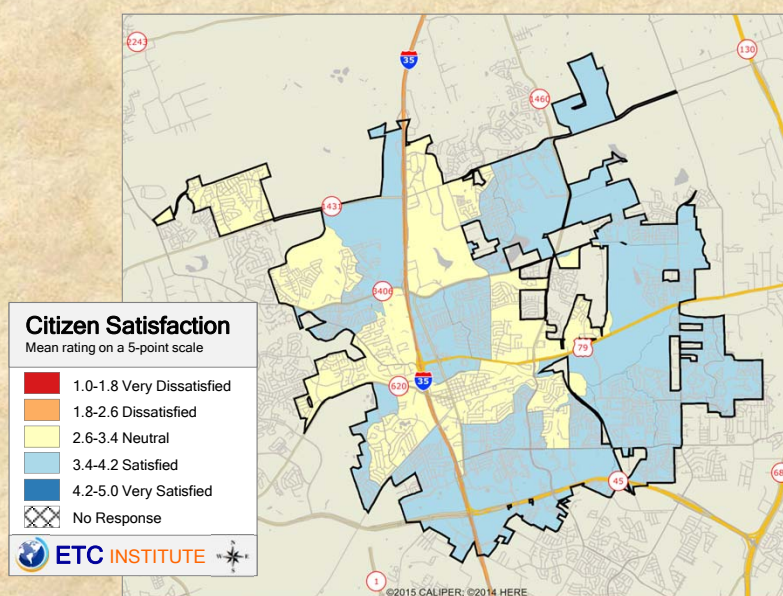 2243
35
130
1460
1431
3406
79
620
35
45
1
Citizen Satisfaction
Mean rating on a 5-point scale
1.0-1.8 Very Dissatisfied
1.8-2.6 Dissatisfied
2.6-3.4 Neutral
3.4-4.2 Satisfied
4.2-5.0 Very Satisfied
No Response
ETC INSTITUTE
N
W E
S
©2015 CALIPER; ©2014 HERE